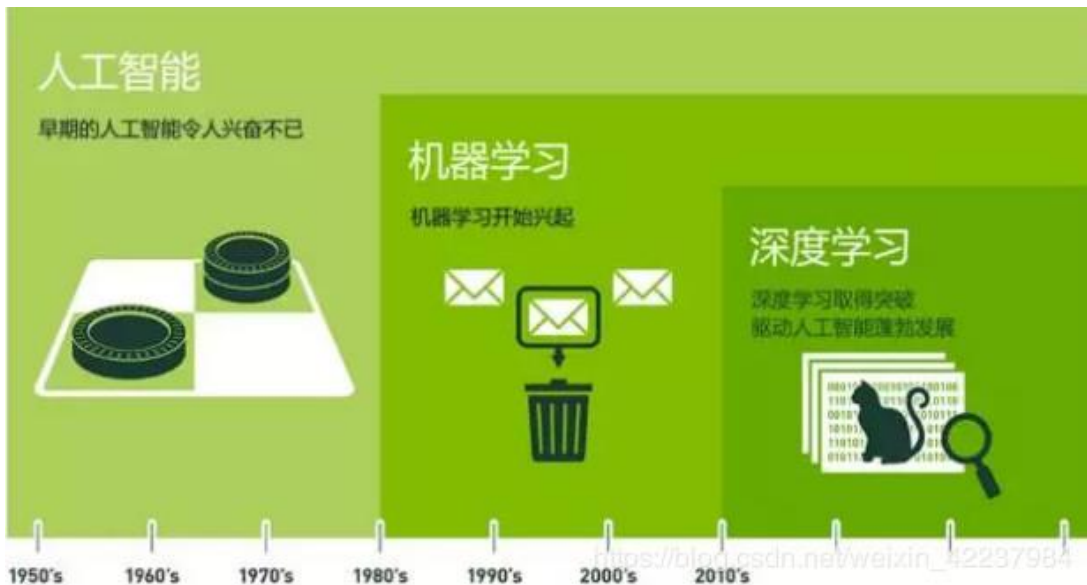 人工智能
早期的人工智能令人兴奋不已
机器学习
机器学习开始兴起
深度学习
深度学习取得突破
驱动人工智能蓬勃发展
1950's
1960's
1970's
1980's
1990's
2000's
2010's
https://blog.csdn.net/weixin_42237984